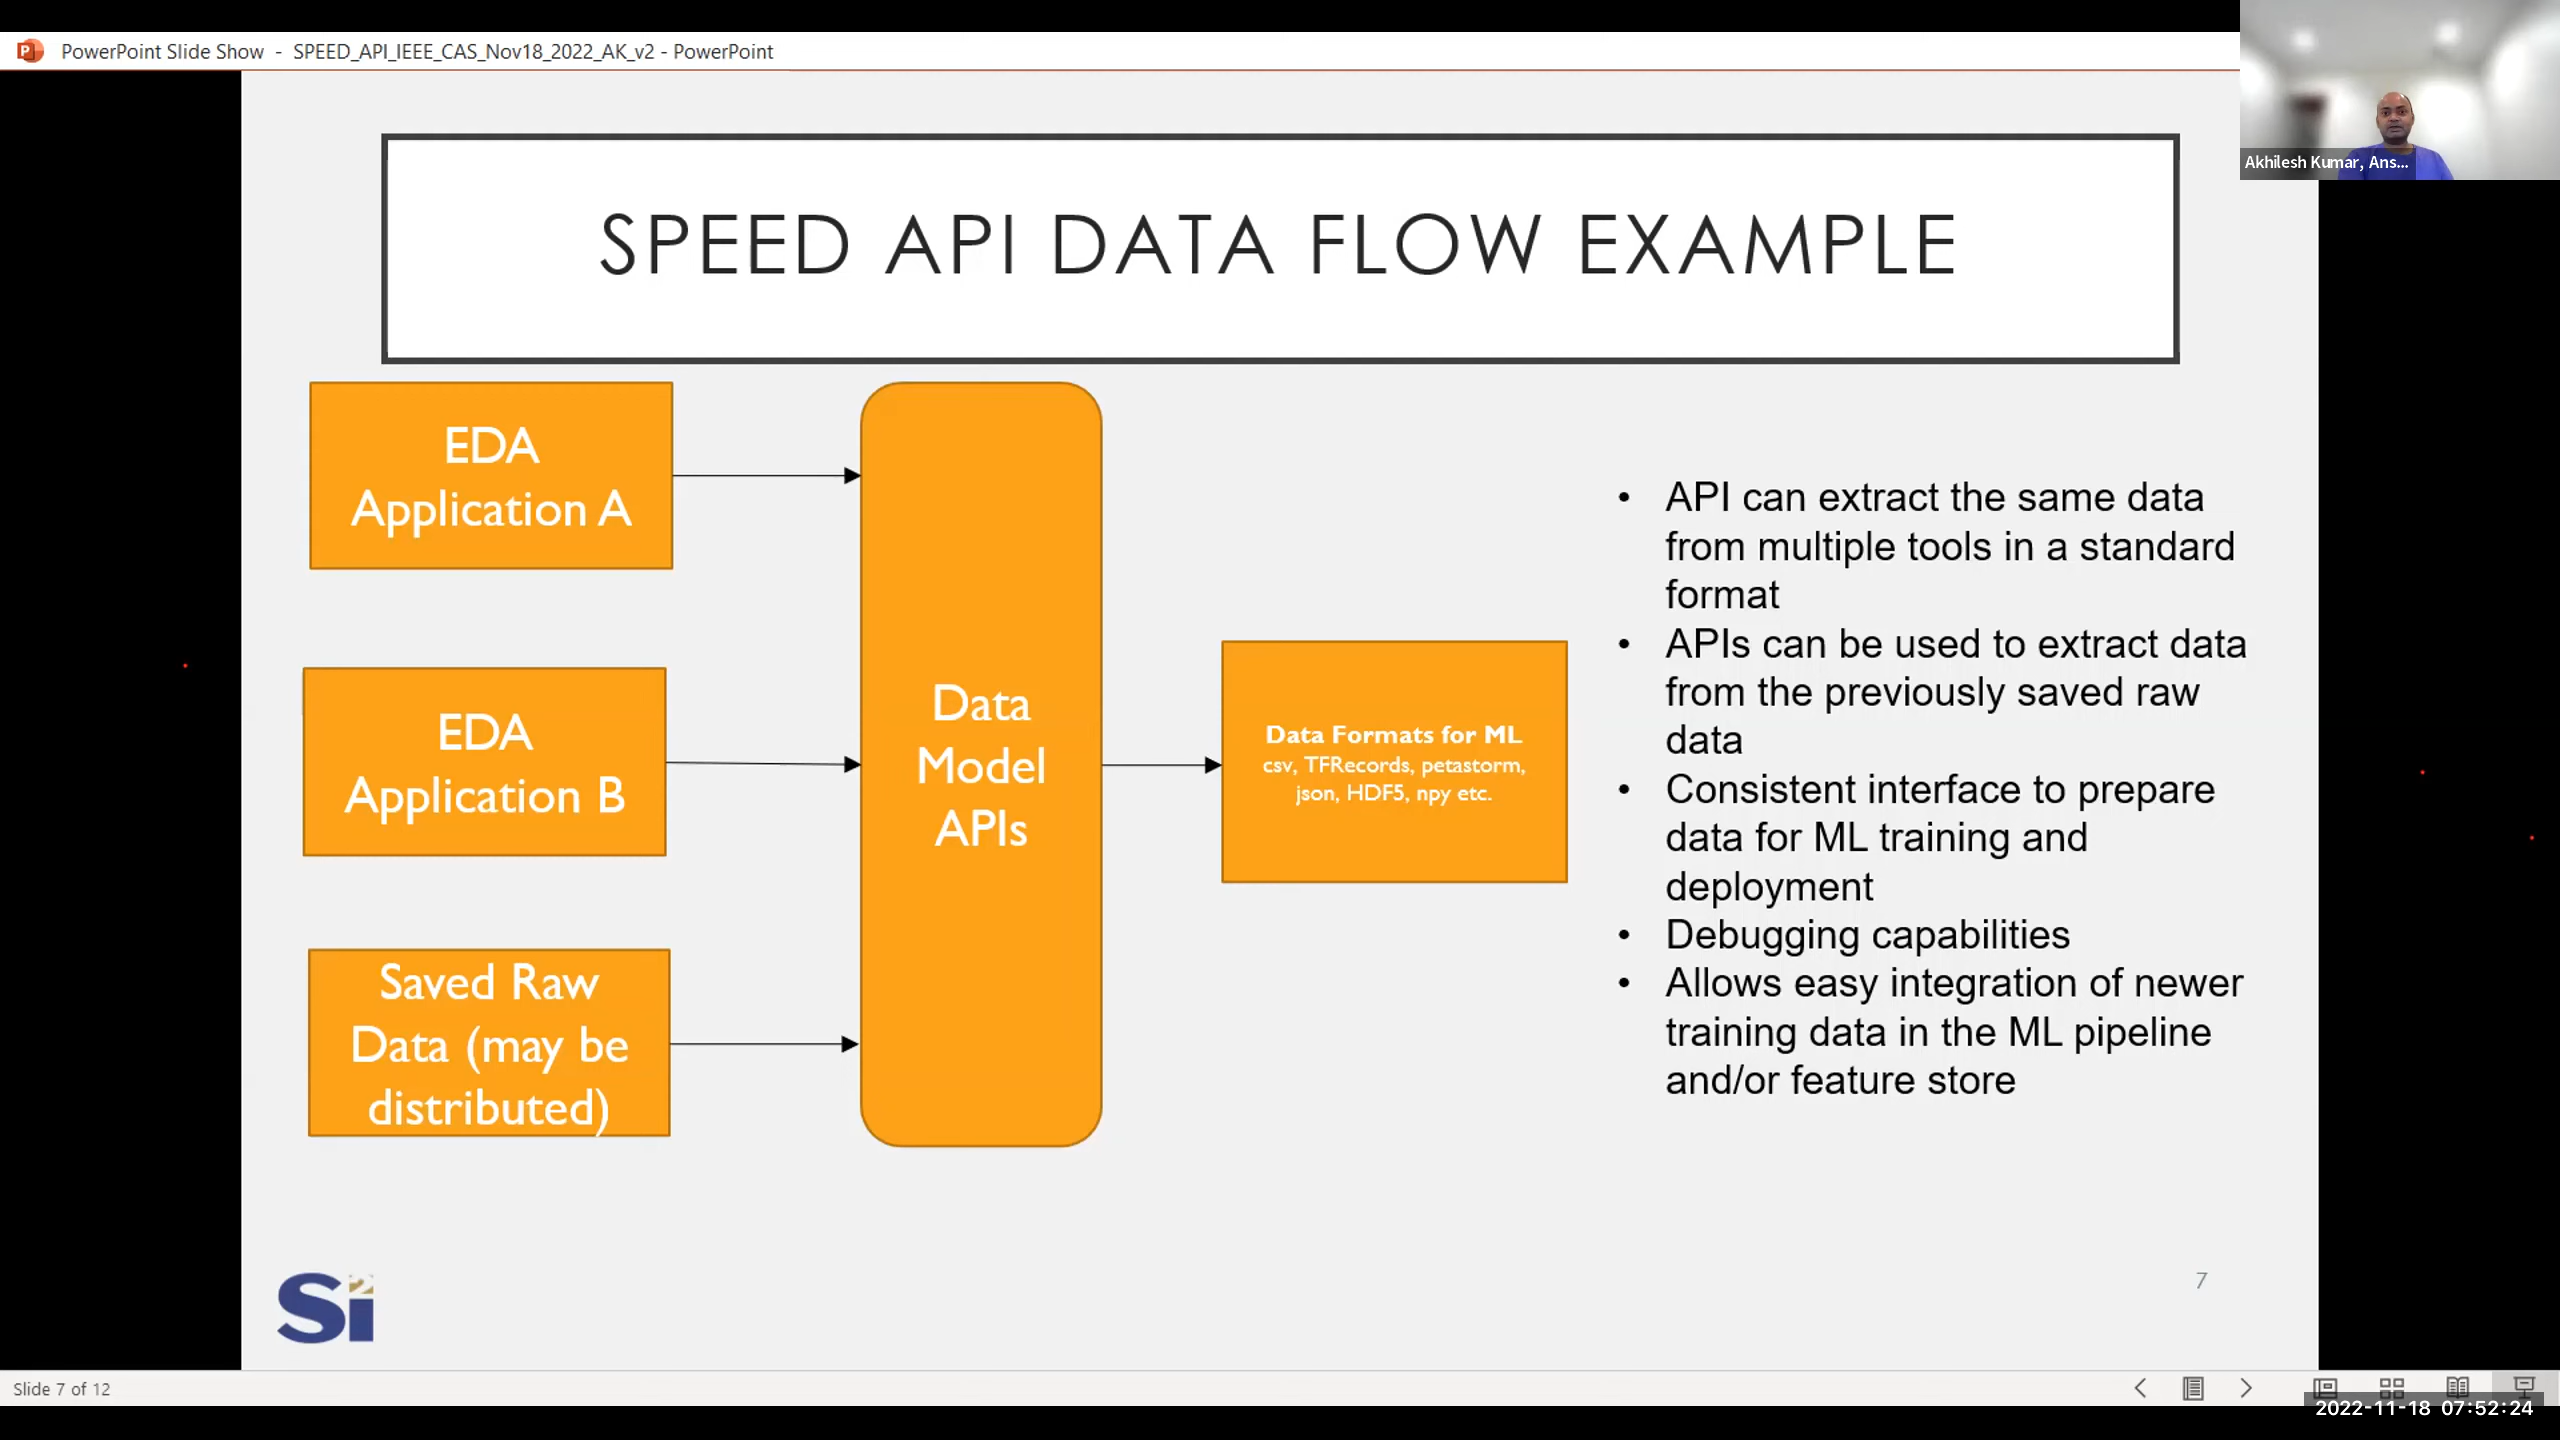 PowerPoint Slide Show - SPEED_API_IEEE_CAS_Nov18_2022_AK_v2 - PowerPoint
Akhilesh Kumar, Ans...
SPEED API DATA FLOW EXAMPLE
EDA
Application A
EDA
Application B
Saved Raw
Data (may be
distributed)
Data
Model
APIs
Data Formats for ML
csv, TFRecords, petastorm,
json, HDF5, npy etc.
• API can extract the same data
from multiple tools in a standard
format
• APIs can be used to extract data
from the previously saved raw
data
• Consistent interface to prepare
data for ML training and
deployment
• Debugging capabilities
• Allows easy integration of newer
training data in the ML pipeline
and/or feature store
Si2
7
Slide 7 of 12
2022-11-18 07:52:24